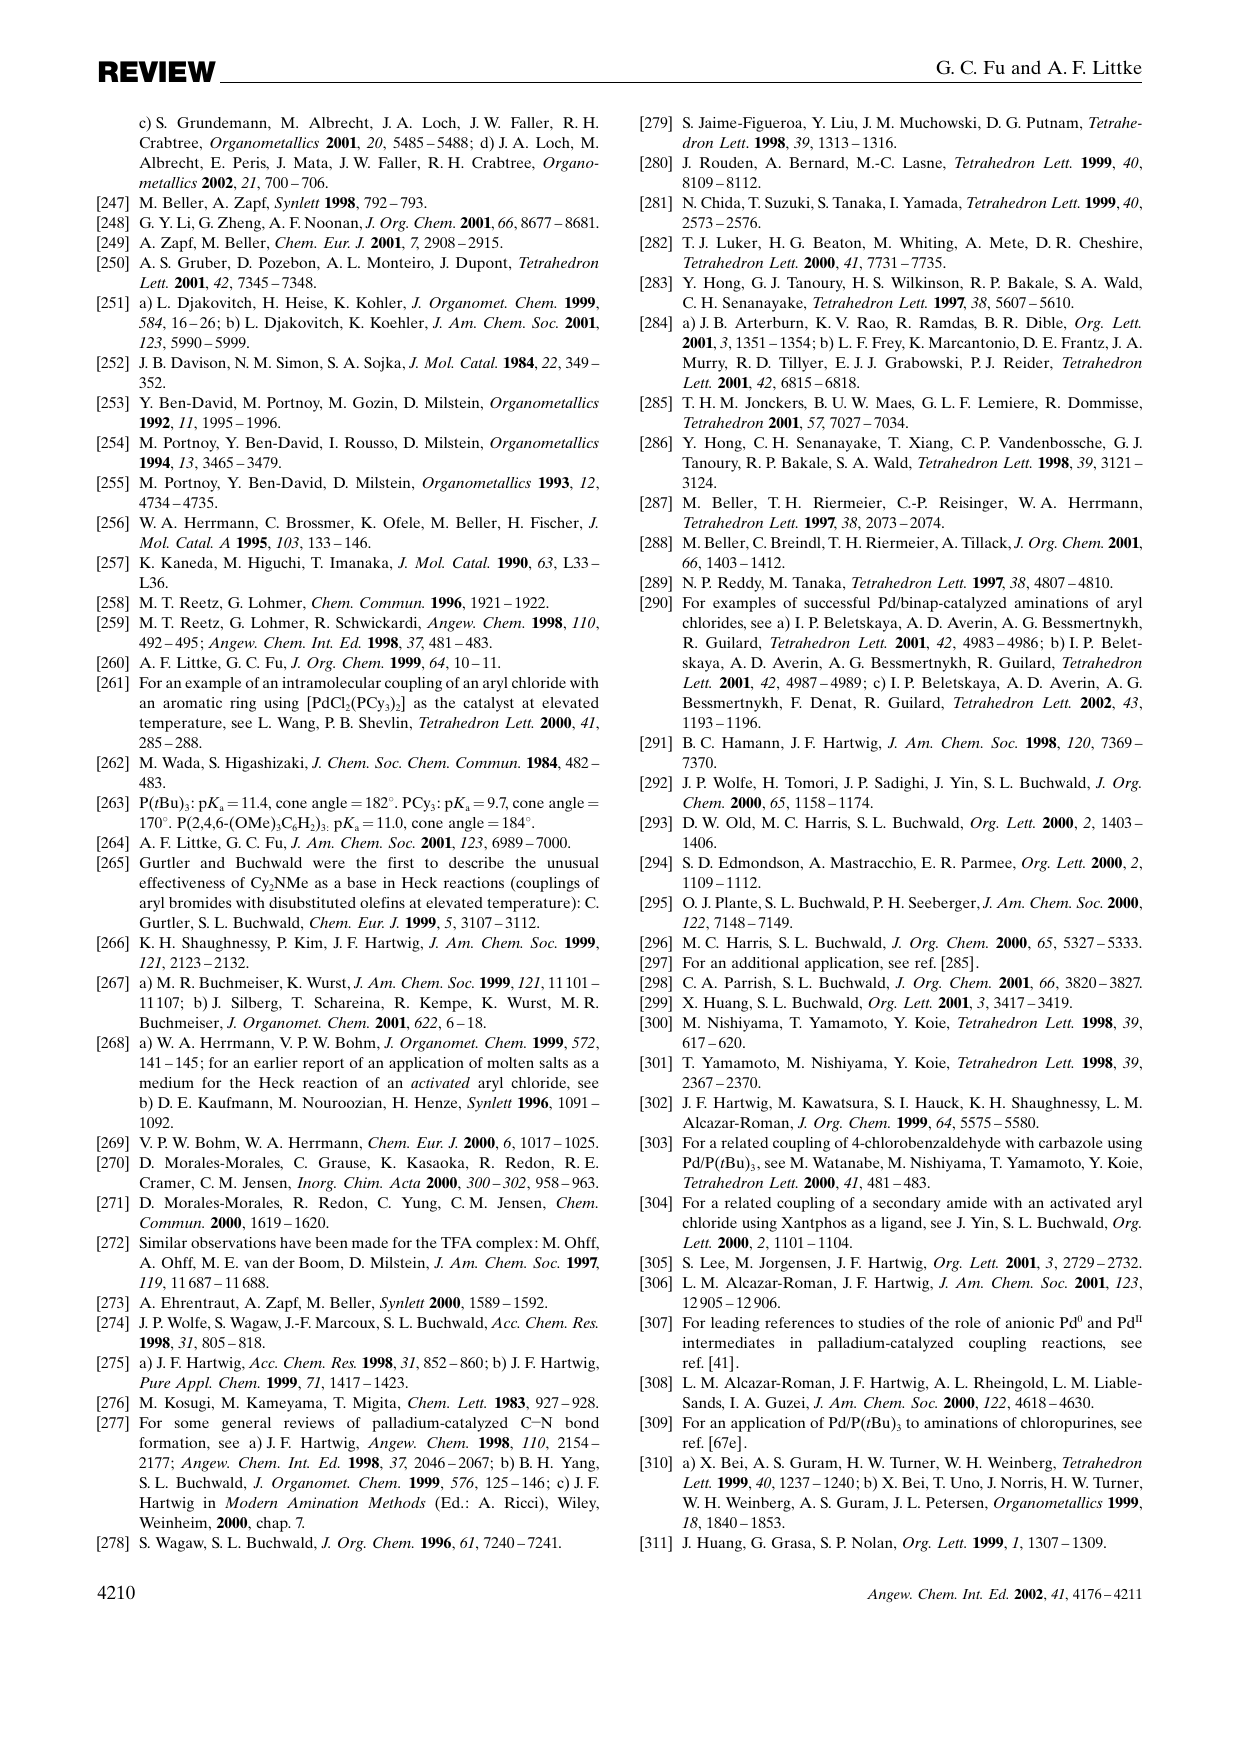 REVIEW
G. C. Fu and A. F. Littke
c) S. Grundemann, M. Albrecht, J. A. Loch, J. W. Faller, R. H.
Crabtree, Organometallics 2001, 20, 5485–5488; d) J. A. Loch, M.
Albrecht, E. Peris, J. Mata, J. W. Faller, R. H. Crabtree, Organo-
metallics 2002, 21, 700–706.
[247] M. Beller, A. Zapf, Synlett 1998, 792–793.
[248] G. Y. Li, G. Zheng, A. F. Noonan, J. Org. Chem. 2001, 66, 8677–8681.
[249] A. Zapf, M. Beller, Chem. Eur. J. 2001, 7, 2908–2915.
[250] A. S. Gruber, D. Pozebon, A. L. Monteiro, J. Dupont, Tetrahedron
Lett. 2001, 42, 7345–7348.
[251] a) L. Djakovitch, H. Heise, K. Kohler, J. Organomet. Chem. 1999,
584, 16–26; b) L. Djakovitch, K. Koehler, J. Am. Chem. Soc. 2001,
123, 5990–5999.
[252] J. B. Davison, N. M. Simon, S. A. Sojka, J. Mol. Catal. 1984, 22, 349–
352.
[253] Y. Ben-David, M. Portnoy, M. Gozin, D. Milstein, Organometallics
1992, 11, 1995–1996.
[254] M. Portnoy, Y. Ben-David, I. Rousso, D. Milstein, Organometallics
1994, 13, 3465–3479.
[255] M. Portnoy, Y. Ben-David, D. Milstein, Organometallics 1993, 12,
4734–4735.
[256] W. A. Herrmann, C. Brossmer, K. Ofele, M. Beller, H. Fischer, J.
Mol. Catal. A 1995, 103, 133–146.
[257] K. Kaneda, M. Higuchi, T. Imanaka, J. Mol. Catal. 1990, 63, L33–
L36.
[258] M. T. Reetz, G. Lohmer, Chem. Commun. 1996, 1921–1922.
[259] M. T. Reetz, G. Lohmer, R. Schwickardi, Angew. Chem. 1998, 110,
492–495; Angew. Chem. Int. Ed. 1998, 37, 481–483.
[260] A. F. Littke, G. C. Fu, J. Org. Chem. 1999, 64, 10–11.
[261] For an example of an intramolecular coupling of an aryl chloride with
an aromatic ring using [PdCl₂(PCy₃)₂] as the catalyst at elevated
temperature, see L. Wang, P. B. Shevlin, Tetrahedron Lett. 2000, 41,
285–288.
[262] M. Wada, S. Higashizaki, J. Chem. Soc. Chem. Commun. 1984, 482–
483.
[263] P(tBu)₃: pKₐ = 11.4, cone angle = 182°. PCy₃: pKₐ = 9.7, cone angle =
170°. P(2,4,6-(OMe)₃C₆H₂)₃: pKₐ = 11.0, cone angle = 184°.
[264] A. F. Littke, G. C. Fu, J. Am. Chem. Soc. 2001, 123, 6989–7000.
[265] Gurtler and Buchwald were the first to describe the unusual
effectiveness of Cy₂NMe as a base in Heck reactions (couplings of
aryl bromides with disubstituted olefins at elevated temperature): C.
Gurtler, S. L. Buchwald, Chem. Eur. J. 1999, 5, 3107–3112.
[266] K. H. Shaughnessy, P. Kim, J. F. Hartwig, J. Am. Chem. Soc. 1999,
121, 2123–2132.
[267] a) M. R. Buchmeiser, K. Wurst, J. Am. Chem. Soc. 1999, 121, 11 101–
11 107; b) J. Silberg, T. Schareina, R. Kempe, K. Wurst, M. R.
Buchmeiser, J. Organomet. Chem. 2001, 622, 6–18.
[268] a) W. A. Herrmann, V. P. W. Bohm, J. Organomet. Chem. 1999, 572,
141–145; for an earlier report of an application of molten salts as a
medium for the Heck reaction of an activated aryl chloride, see
b) D. E. Kaufmann, M. Nouroozian, H. Henze, Synlett 1996, 1091–
1092.
[269] V. P. W. Bohm, W. A. Herrmann, Chem. Eur. J. 2000, 6, 1017–1025.
[270] D. Morales-Morales, C. Grause, K. Kasaoka, R. Redon, R. E.
Cramer, C. M. Jensen, Inorg. Chim. Acta 2000, 300–302, 958–963.
[271] D. Morales-Morales, R. Redon, C. Yung, C. M. Jensen, Chem.
Commun. 2000, 1619–1620.
[272] Similar observations have been made for the TFA complex: M. Ohff,
A. Ohff, M. E. van der Boom, D. Milstein, J. Am. Chem. Soc. 1997,
119, 11 687–11 688.
[273] A. Ehrentraut, A. Zapf, M. Beller, Synlett 2000, 1589–1592.
[274] J. P. Wolfe, S. Wagaw, J.-F. Marcoux, S. L. Buchwald, Acc. Chem. Res.
1998, 31, 805–818.
[275] a) J. F. Hartwig, Acc. Chem. Res. 1998, 31, 852–860; b) J. F. Hartwig,
Pure Appl. Chem. 1999, 71, 1417–1423.
[276] M. Kosugi, M. Kameyama, T. Migita, Chem. Lett. 1983, 927–928.
[277] For some general reviews of palladium-catalyzed C–N bond
formation, see a) J. F. Hartwig, Angew. Chem. 1998, 110, 2154–
2177; Angew. Chem. Int. Ed. 1998, 37, 2046–2067; b) B. H. Yang,
S. L. Buchwald, J. Organomet. Chem. 1999, 576, 125–146; c) J. F.
Hartwig in Modern Amination Methods (Ed.: A. Ricci), Wiley,
Weinheim, 2000, chap. 7.
[278] S. Wagaw, S. L. Buchwald, J. Org. Chem. 1996, 61, 7240–7241.
[279] S. Jaime-Figueroa, Y. Liu, J. M. Muchowski, D. G. Putnam, Tetrahe-
dron Lett. 1998, 39, 1313–1316.
[280] J. Rouden, A. Bernard, M.-C. Lasne, Tetrahedron Lett. 1999, 40,
8109–8112.
[281] N. Chida, T. Suzuki, S. Tanaka, I. Yamada, Tetrahedron Lett. 1999, 40,
2573–2576.
[282] T. J. Luker, H. G. Beaton, M. Whiting, A. Mete, D. R. Cheshire,
Tetrahedron Lett. 2000, 41, 7731–7735.
[283] Y. Hong, G. J. Tanoury, H. S. Wilkinson, R. P. Bakale, S. A. Wald,
C. H. Senanayake, Tetrahedron Lett. 1997, 38, 5607–5610.
[284] a) J. B. Arterburn, K. V. Rao, R. Ramdas, B. R. Dible, Org. Lett.
2001, 3, 1351–1354; b) L. F. Frey, K. Marcantonio, D. E. Frantz, J. A.
Murry, R. D. Tillyer, E. J. J. Grabowski, P. J. Reider, Tetrahedron
Lett. 2001, 42, 6815–6818.
[285] T. H. M. Jonckers, B. U. W. Maes, G. L. F. Lemiere, R. Dommisse,
Tetrahedron 2001, 57, 7027–7034.
[286] Y. Hong, C. H. Senanayake, T. Xiang, C. P. Vandenbossche, G. J.
Tanoury, R. P. Bakale, S. A. Wald, Tetrahedron Lett. 1998, 39, 3121–
3124.
[287] M. Beller, T. H. Riermeier, C.-P. Reisinger, W. A. Herrmann,
Tetrahedron Lett. 1997, 38, 2073–2074.
[288] M. Beller, C. Breindl, T. H. Riermeier, A. Tillack, J. Org. Chem. 2001,
66, 1403–1412.
[289] N. P. Reddy, M. Tanaka, Tetrahedron Lett. 1997, 38, 4807–4810.
[290] For examples of successful Pd/binap-catalyzed aminations of aryl
chlorides, see a) I. P. Beletskaya, A. D. Averin, A. G. Bessmertnykh,
R. Guilard, Tetrahedron Lett. 2001, 42, 4983–4986; b) I. P. Belet-
skaya, A. D. Averin, A. G. Bessmertnykh, R. Guilard, Tetrahedron
Lett. 2001, 42, 4987–4989; c) I. P. Beletskaya, A. D. Averin, A. G.
Bessmertnykh, F. Denat, R. Guilard, Tetrahedron Lett. 2002, 43,
1193–1196.
[291] B. C. Hamann, J. F. Hartwig, J. Am. Chem. Soc. 1998, 120, 7369–
7370.
[292] J. P. Wolfe, H. Tomori, J. P. Sadighi, J. Yin, S. L. Buchwald, J. Org.
Chem. 2000, 65, 1158–1174.
[293] D. W. Old, M. C. Harris, S. L. Buchwald, Org. Lett. 2000, 2, 1403–
1406.
[294] S. D. Edmondson, A. Mastracchio, E. R. Parmee, Org. Lett. 2000, 2,
1109–1112.
[295] O. J. Plante, S. L. Buchwald, P. H. Seeberger, J. Am. Chem. Soc. 2000,
122, 7148–7149.
[296] M. C. Harris, S. L. Buchwald, J. Org. Chem. 2000, 65, 5327–5333.
[297] For an additional application, see ref. [285].
[298] C. A. Parrish, S. L. Buchwald, J. Org. Chem. 2001, 66, 3820–3827.
[299] X. Huang, S. L. Buchwald, Org. Lett. 2001, 3, 3417–3419.
[300] M. Nishiyama, T. Yamamoto, Y. Koie, Tetrahedron Lett. 1998, 39,
617–620.
[301] T. Yamamoto, M. Nishiyama, Y. Koie, Tetrahedron Lett. 1998, 39,
2367–2370.
[302] J. F. Hartwig, M. Kawatsura, S. I. Hauck, K. H. Shaughnessy, L. M.
Alcazar-Roman, J. Org. Chem. 1999, 64, 5575–5580.
[303] For a related coupling of 4-chlorobenzaldehyde with carbazole using
Pd/P(tBu)₃, see M. Watanabe, M. Nishiyama, T. Yamamoto, Y. Koie,
Tetrahedron Lett. 2000, 41, 481–483.
[304] For a related coupling of a secondary amide with an activated aryl
chloride using Xantphos as a ligand, see J. Yin, S. L. Buchwald, Org.
Lett. 2000, 2, 1101–1104.
[305] S. Lee, M. Jorgensen, J. F. Hartwig, Org. Lett. 2001, 3, 2729–2732.
[306] L. M. Alcazar-Roman, J. F. Hartwig, J. Am. Chem. Soc. 2001, 123,
12 905–12 906.
[307] For leading references to studies of the role of anionic Pd⁰ and Pdᴵᴵ
intermediates in palladium-catalyzed coupling reactions, see
ref. [41].
[308] L. M. Alcazar-Roman, J. F. Hartwig, A. L. Rheingold, L. M. Liable-
Sands, I. A. Guzei, J. Am. Chem. Soc. 2000, 122, 4618–4630.
[309] For an application of Pd/P(tBu)₃ to aminations of chloropurines, see
ref. [67e].
[310] a) X. Bei, A. S. Guram, H. W. Turner, W. H. Weinberg, Tetrahedron
Lett. 1999, 40, 1237–1240; b) X. Bei, T. Uno, J. Norris, H. W. Turner,
W. H. Weinberg, A. S. Guram, J. L. Petersen, Organometallics 1999,
18, 1840–1853.
[311] J. Huang, G. Grasa, S. P. Nolan, Org. Lett. 1999, 1, 1307–1309.
4210
Angew. Chem. Int. Ed. 2002, 41, 4176–4211